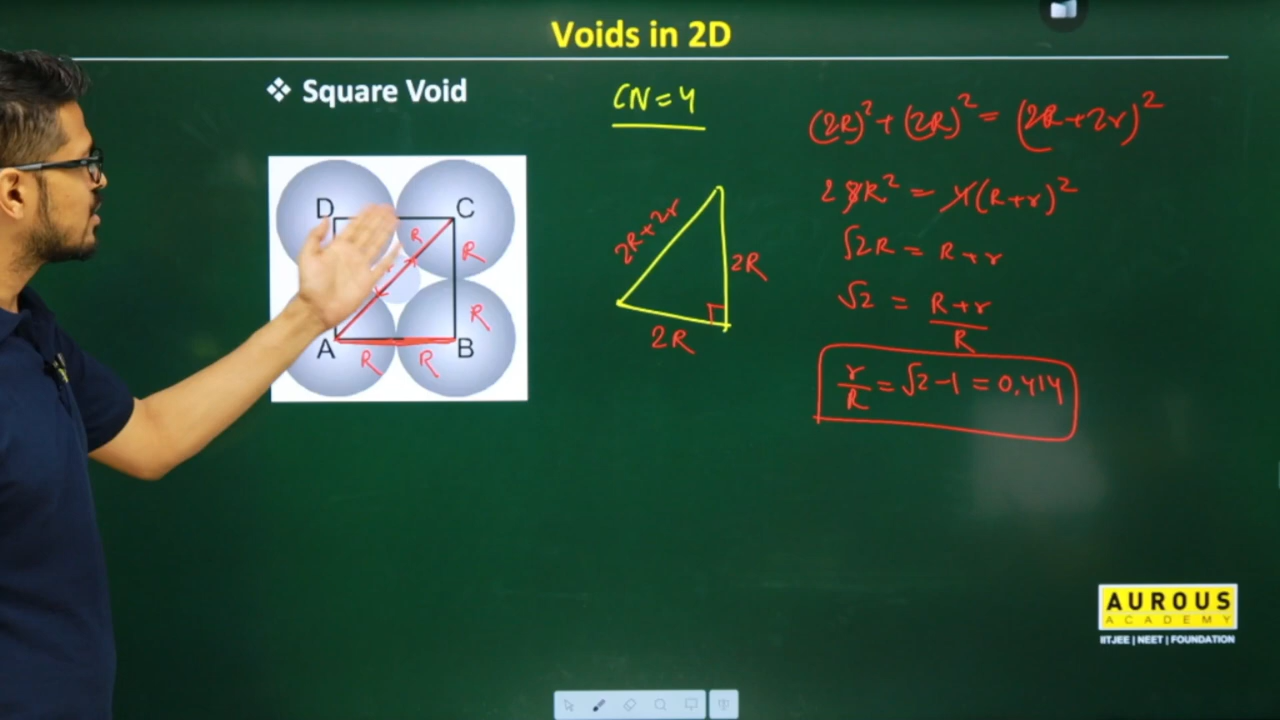 Voids in 2D
❖ Square Void
CN = 4
D
C
A
B
R
R
R
R
R
2R+2r
2R
2R
(2R)² + (2R)² = (2R+2r)²
2 8R² = 4(R+r)²
√2R = R+r
√2 = R+r / R
r/R = √2-1 = 0.414
AUROUS
ACADEMY
IITJEE | NEET | FOUNDATION